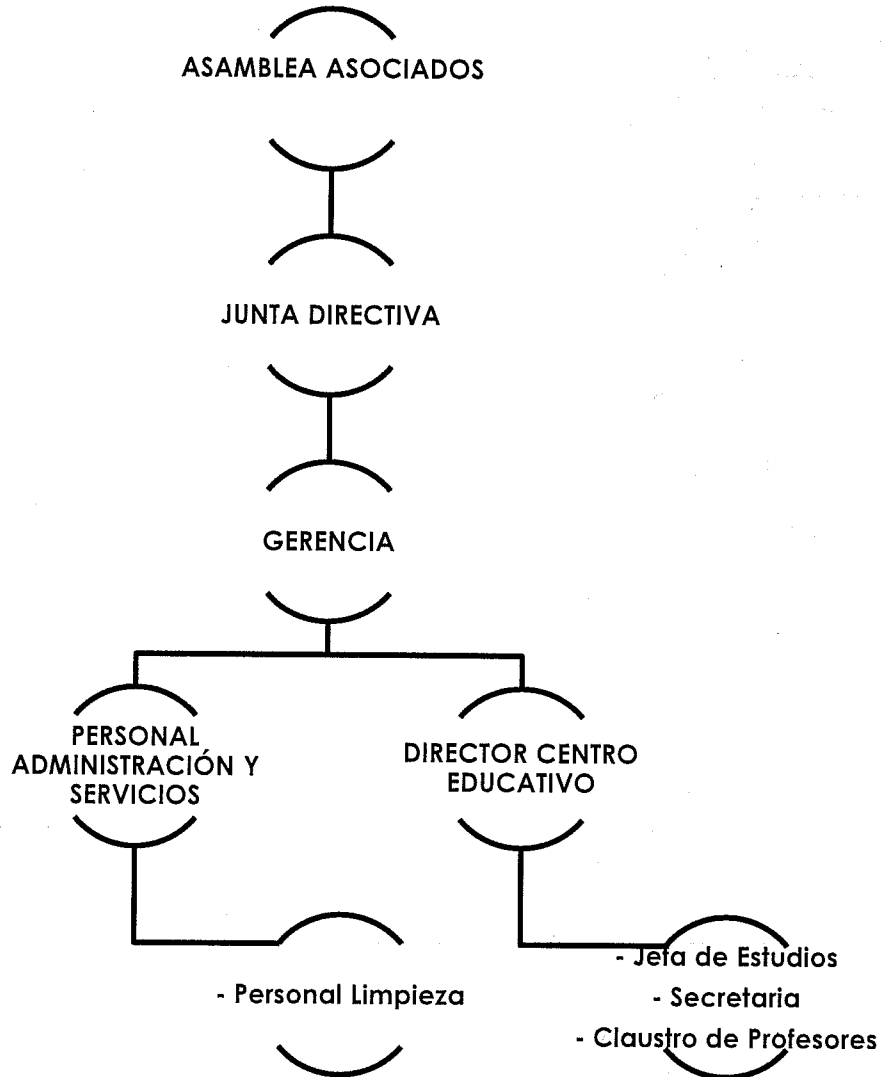 ASAMBLEA ASOCIADOS
JUNTA DIRECTIVA
GERENCIA
PERSONAL
ADMINISTRACIÓN Y
SERVICIOS
DIRECTOR CENTRO
EDUCATIVO
- Personal Limpieza
- Jefa de Estudios
- Secretaria
- Claustro de Profesores